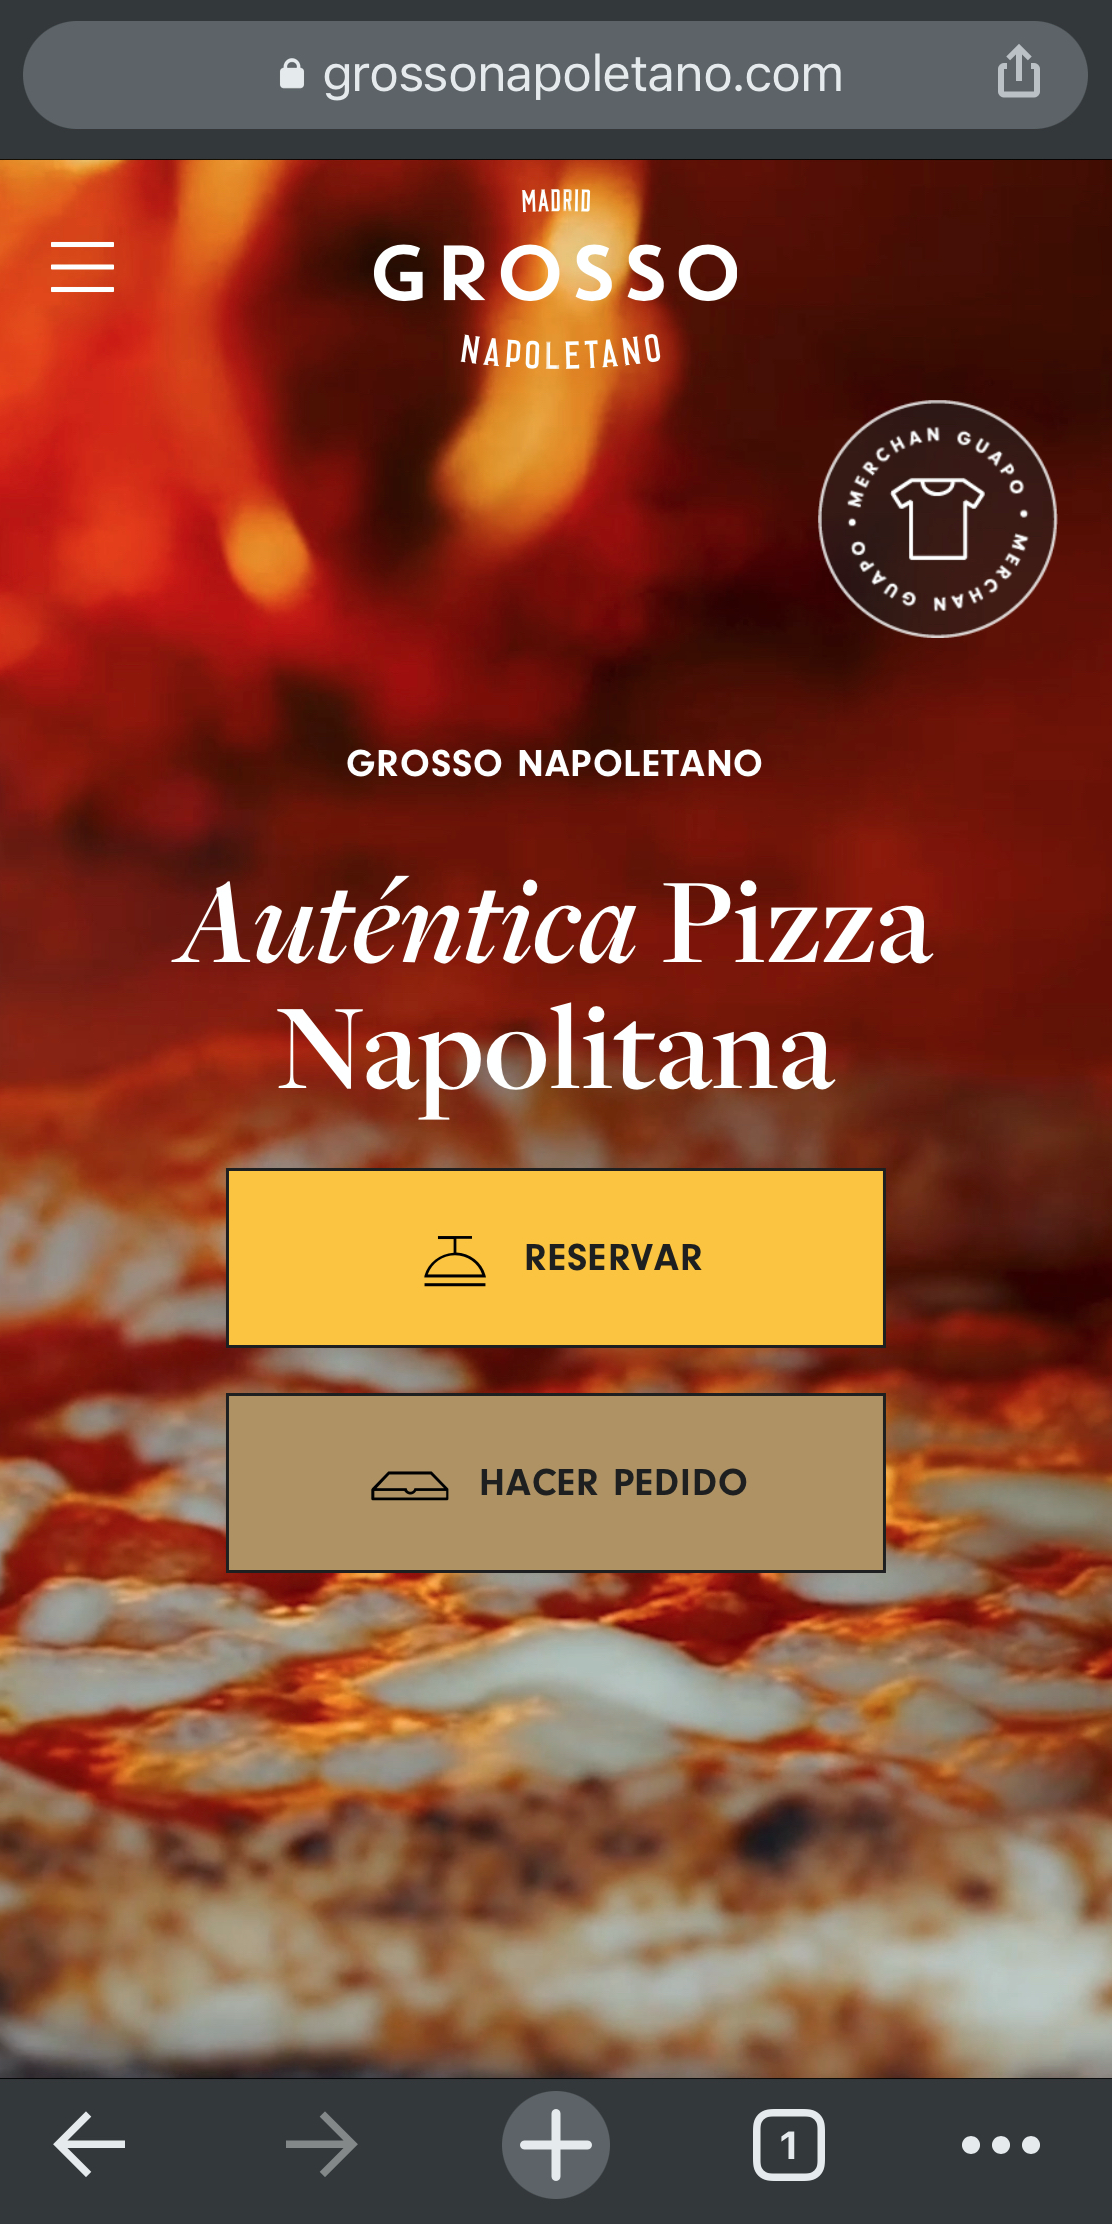 grossonapoletano.com
MADRID
GROSSO
NAPOLETANO
MERCHAN GUAPO • MERCHAN GUAPO •
GROSSO NAPOLETANO
Auténtica Pizza
Napolitana
RESERVAR
HACER PEDIDO
1